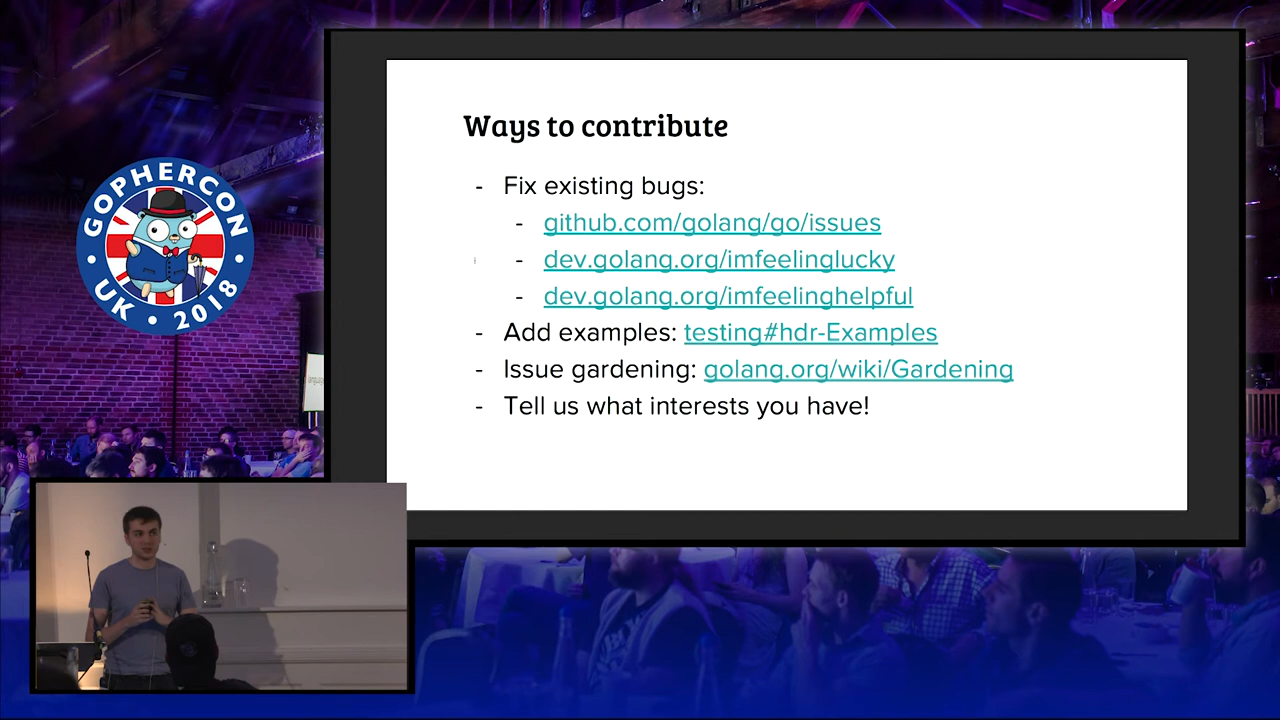 GOPHERCON
UK • 2018
Ways to contribute
- Fix existing bugs:
- github.com/golang/go/issues
- dev.golang.org/imfeelinglucky
- dev.golang.org/imfeelinghelpful
- Add examples: testing#hdr-Examples
- Issue gardening: golang.org/wiki/Gardening
- Tell us what interests you have!